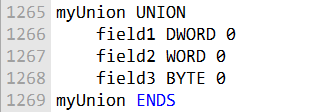 1265 myUnion UNION
1266     field1 DWORD 0
1267     field2 WORD 0
1268     field3 BYTE 0
1269 myUnion ENDS